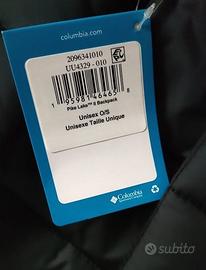 columbia.com
2096341010
UU4329 - 010
1 95981 46465 8
Pike Lake™ II Backpack
Unisex O/S
Unisexe Taille Unique
Columbia
subito